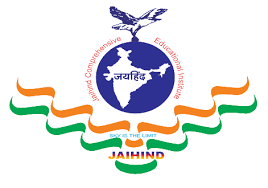 Jaihind Comprehensive Educational Institute
जयहिंद
SKY IS THE LIMIT
JAIHIND